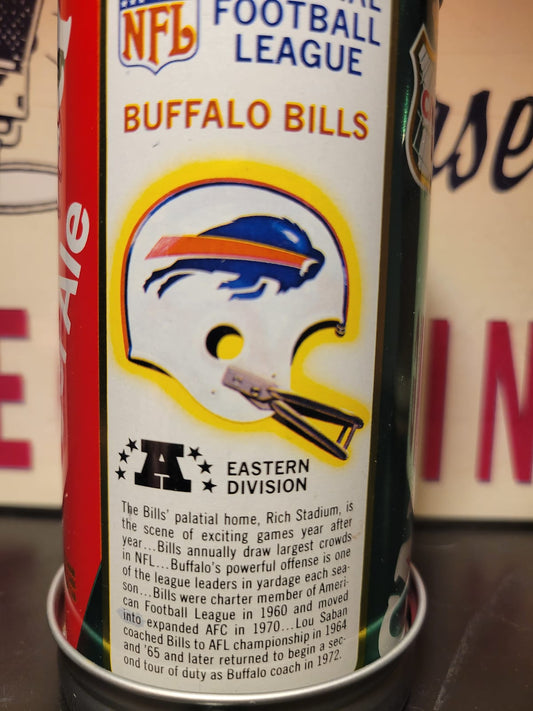 NFL
FOOTBALL
LEAGUE
BUFFALO BILLS
A
EASTERN
DIVISION
The Bills' palatial home, Rich Stadium, is
the scene of exciting games year after
year...Bills annually draw largest crowds
in NFL...Buffalo's powerful offense is one
of the league leaders in yardage each sea-
son...Bills were charter member of Ameri-
can Football League in 1960 and moved
into expanded AFC in 1970...Lou Saban
coached Bills to AFL championship in 1964
and '65 and later returned to begin a sec-
ond tour of duty as Buffalo coach in 1972.
Ale